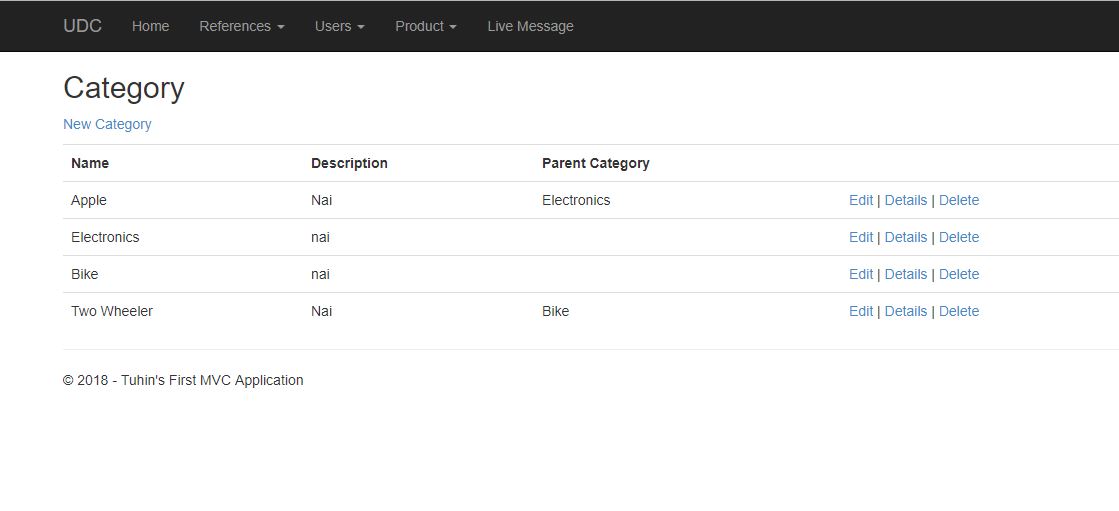 UDC Home References Users Product Live Message
Category
New Category
Name Description Parent Category
Apple Nai Electronics Edit | Details | Delete
Electronics nai Edit | Details | Delete
Bike nai Edit | Details | Delete
Two Wheeler Nai Bike Edit | Details | Delete
© 2018 - Tuhin's First MVC Application